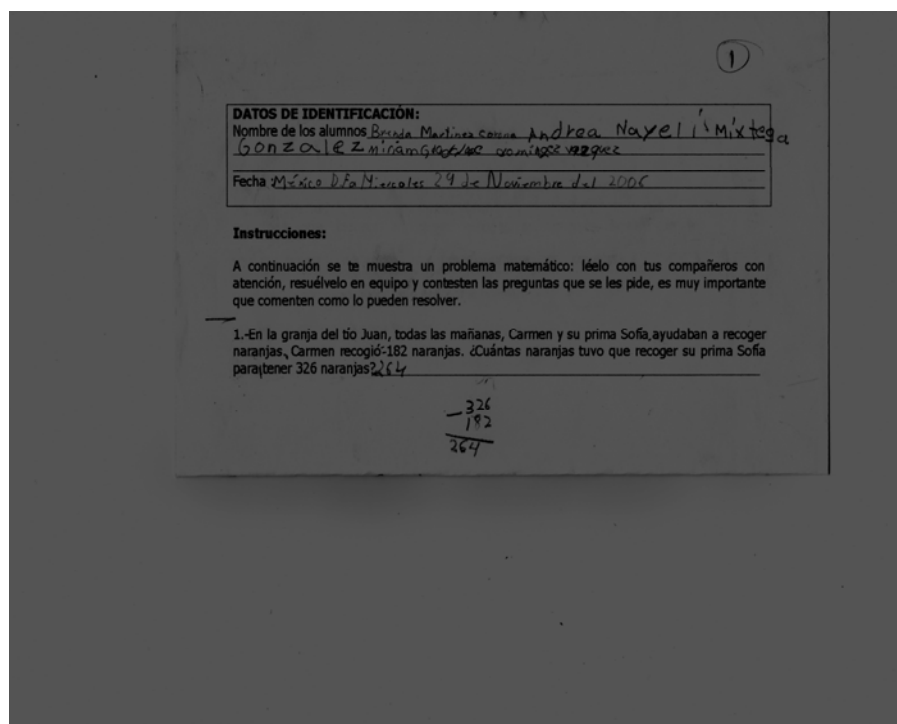 1
DATOS DE IDENTIFICACIÓN:
Nombre de los alumnos Brenda Martinez Andrea Nayeli Mixtega
Gonzalez Miriam
Fecha : México D.F. Miercoles 29 de Noviembre del 2006
Instrucciones:
A continuación se te muestra un problema matemático: léelo con tus compañeros con
atención, resuélvelo en equipo y contesten las preguntas que se les pide, es muy importante
que comenten como lo pueden resolver.
1.-En la granja del tío Juan, todas las mañanas, Carmen y su prima Sofía ayudaban a recoger
naranjas, Carmen recogió 182 naranjas. ¿Cuántas naranjas tuvo que recoger su prima Sofía
para tener 326 naranjas? 264
— 326
182
264